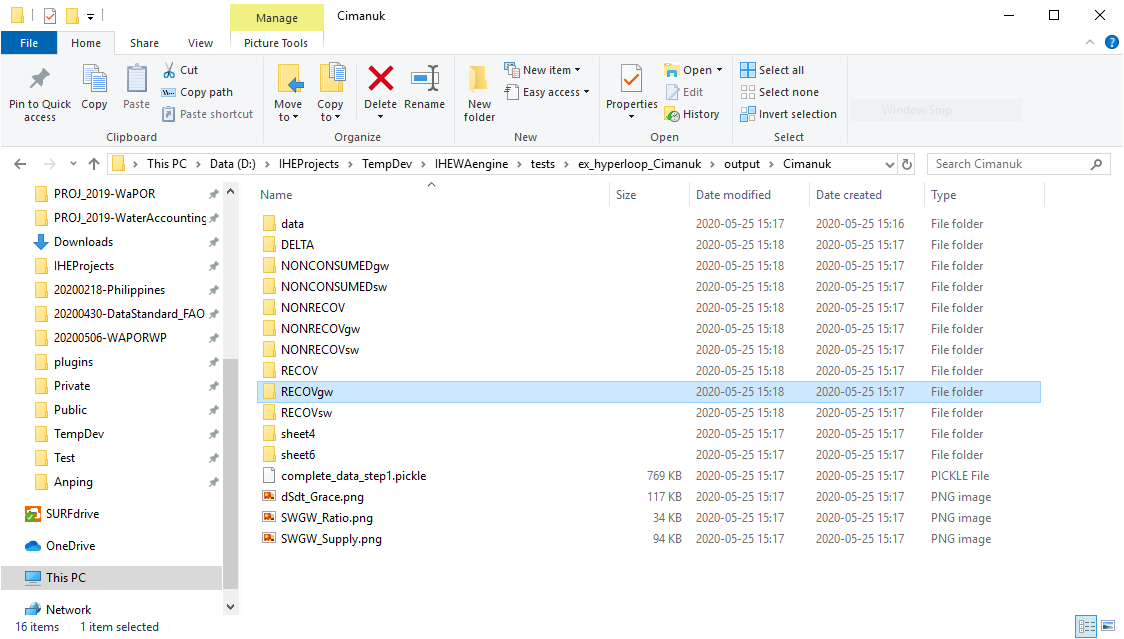 Manage Cimanuk
File Home Share View Picture Tools
Pin to Quick access
Copy
Paste
Cut
Copy path
Paste shortcut
Clipboard
Move to
Copy to
Delete
Rename
Organize
New folder
New item
Easy access
New
Properties
Open
Edit
History
Open
Select all
Select none
Invert selection
Select
Window Snip
This PC > Data (D:) > IHEProjects > TempDev > IHEWAengine > tests > ex_hyperloop_Cimanuk > output > Cimanuk
Search Cimanuk
PROJ_2019-WaPOR
PROJ_2019-WaterAccounting
Downloads
IHEProjects
20200218-Philippines
20200430-DataStandard_FAO
20200506-WAPORWP
plugins
Private
Public
TempDev
Test
Anping
SURFdrive
OneDrive
This PC
Network
Name Size Date modified Date created Type
data 2020-05-25 15:17 2020-05-25 15:16 File folder
DELTA 2020-05-25 15:18 2020-05-25 15:17 File folder
NONCONSUMEDgw 2020-05-25 15:18 2020-05-25 15:17 File folder
NONCONSUMEDsw 2020-05-25 15:18 2020-05-25 15:17 File folder
NONRECOV 2020-05-25 15:18 2020-05-25 15:17 File folder
NONRECOVgw 2020-05-25 15:18 2020-05-25 15:17 File folder
NONRECOVsw 2020-05-25 15:18 2020-05-25 15:17 File folder
RECOV 2020-05-25 15:18 2020-05-25 15:17 File folder
RECOVgw 2020-05-25 15:18 2020-05-25 15:17 File folder
RECOVsw 2020-05-25 15:18 2020-05-25 15:17 File folder
sheet4 2020-05-25 15:17 2020-05-25 15:17 File folder
sheet6 2020-05-25 15:17 2020-05-25 15:17 File folder
complete_data_step1.pickle 769 KB 2020-05-25 15:17 2020-05-25 15:17 PICKLE File
dSdt_Grace.png 117 KB 2020-05-25 15:17 2020-05-25 15:17 PNG image
SWGW_Ratio.png 34 KB 2020-05-25 15:17 2020-05-25 15:17 PNG image
SWGW_Supply.png 94 KB 2020-05-25 15:17 2020-05-25 15:17 PNG image
16 items 1 item selected